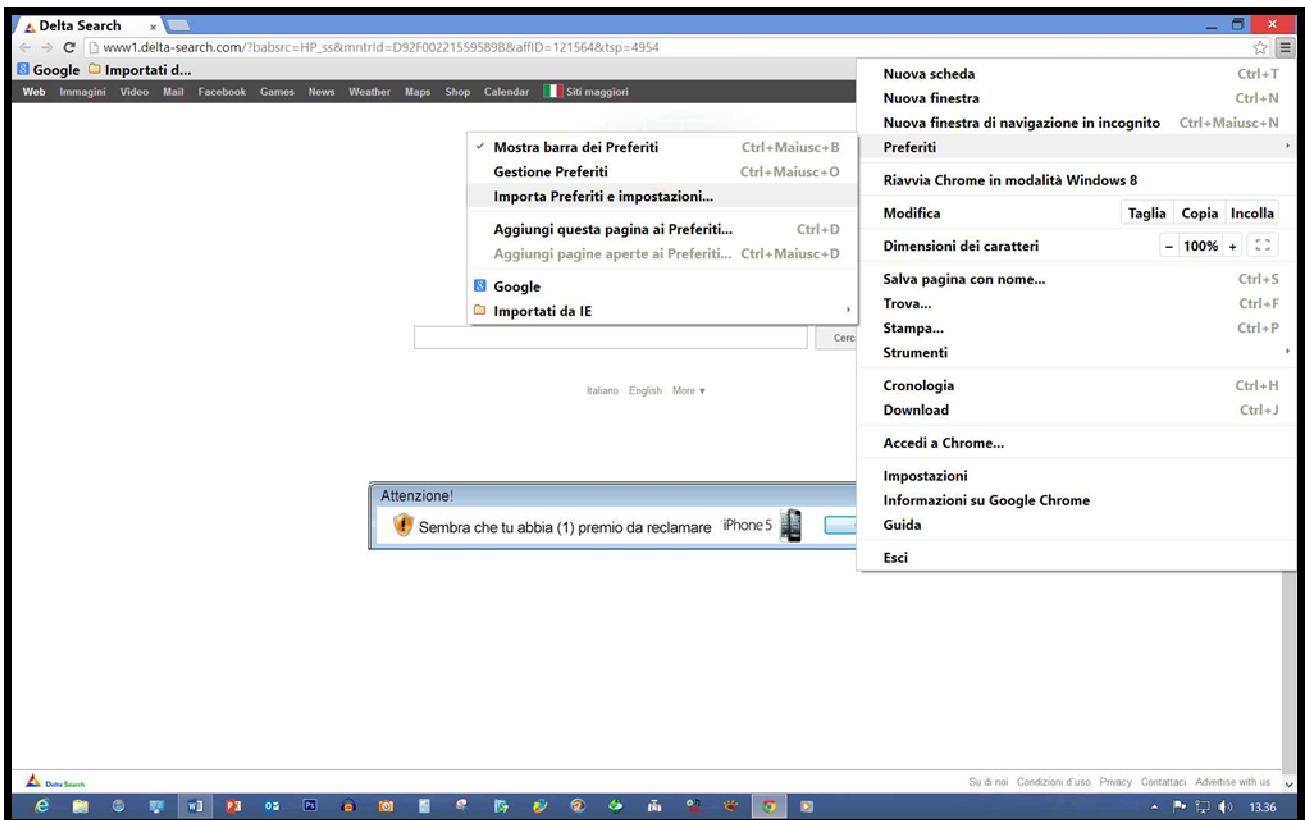 Delta Search
www1.delta-search.com/?babsrc=HP_ss&mntrId=D92F00221559589B&affID=121564&tsp=4954
Google Importati d...
Web Immagini Video Mail Facebook Games News Weather Maps Shop Calendar Siti maggiori
Nuova scheda Ctrl+T
Nuova finestra Ctrl+N
Nuova finestra di navigazione in incognito Ctrl+Maiusc+N
Preferiti
Riavvia Chrome in modalità Windows 8
Modifica Taglia Copia Incolla
Dimensioni dei caratteri – 100% +
Salva pagina con nome... Ctrl+S
Trova... Ctrl+F
Stampa... Ctrl+P
Strumenti
Cronologia Ctrl+H
Download Ctrl+J
Accedi a Chrome...
Impostazioni
Informazioni su Google Chrome
Guida
Esci
Mostra barra dei Preferiti Ctrl+Maiusc+B
Gestione Preferiti Ctrl+Maiusc+O
Importa Preferiti e impostazioni...
Aggiungi questa pagina ai Preferiti... Ctrl+D
Aggiungi pagine aperte ai Preferiti... Ctrl+Maiusc+D
Google
Importati da IE
Cerc
Italiano English More ▾
Attenzione!
Sembra che tu abbia (1) premio da reclamare iPhone 5
Delta Search
Su di noi Condizioni d'uso Privacy Contattaci Advertise with us
13.36